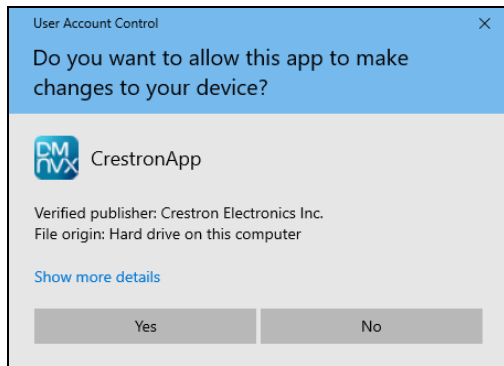 User Account Control
Do you want to allow this app to make
changes to your device?
DM
NVX
CrestronApp
Verified publisher: Crestron Electronics Inc.
File origin: Hard drive on this computer
Show more details
Yes
No